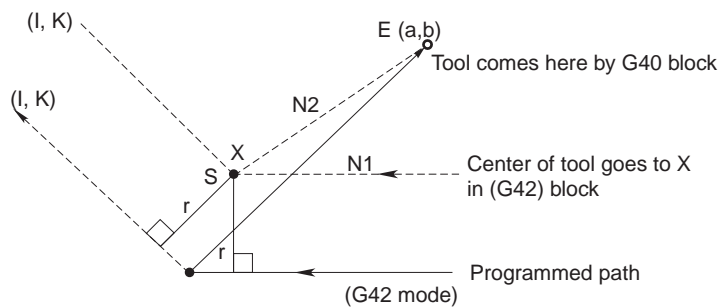 (I, K)
E (a,b)
Tool comes here by G40 block
(I, K)
N2
X
S
N1
Center of tool goes to X
in (G42) block
r
r
Programmed path
(G42 mode)